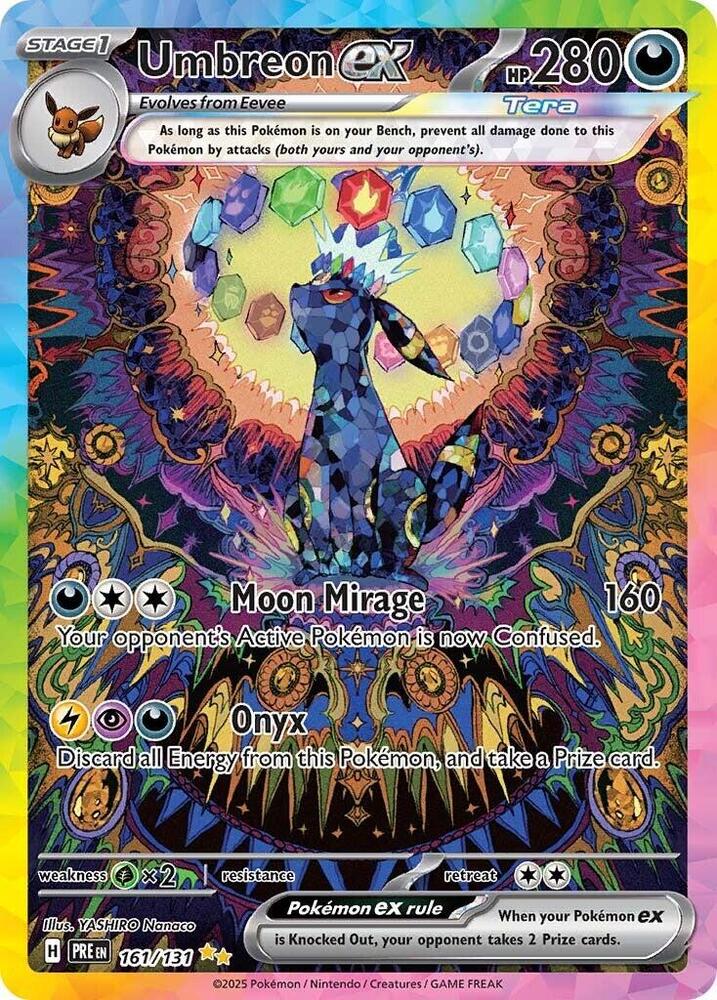 STAGE1
Umbreon ex
HP280
Evolves from Eevee
Tera
As long as this Pokémon is on your Bench, prevent all damage done to this
Pokémon by attacks (both yours and your opponent's).
Moon Mirage 160
Your opponent's Active Pokémon is now Confused.
Onyx
Discard all Energy from this Pokémon, and take a Prize card.
weakness ×2 resistance retreat
Illus. YASHIRO Nanaco
Pokémon ex rule
When your Pokémon ex
is Knocked Out, your opponent takes 2 Prize cards.
H PRE EN 161/131
©2025 Pokémon / Nintendo / Creatures / GAME FREAK